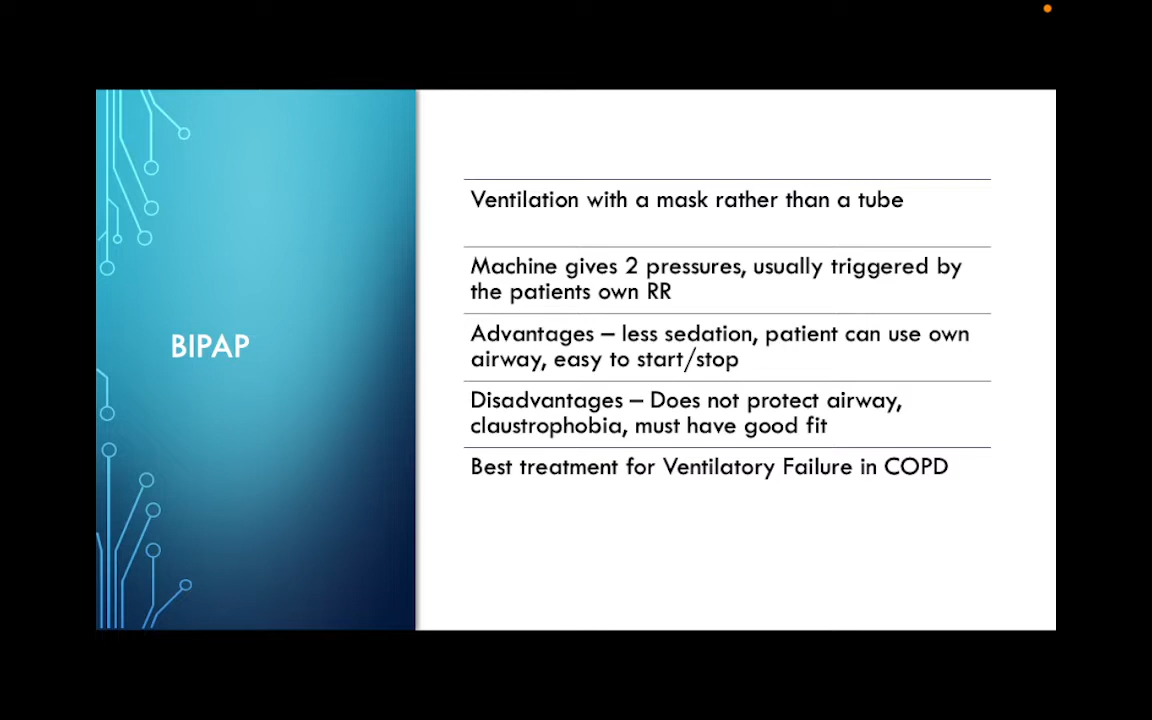 BIPAP
Ventilation with a mask rather than a tube
Machine gives 2 pressures, usually triggered by
the patients own RR
Advantages – less sedation, patient can use own
airway, easy to start/stop
Disadvantages – Does not protect airway,
claustrophobia, must have good fit
Best treatment for Ventilatory Failure in COPD